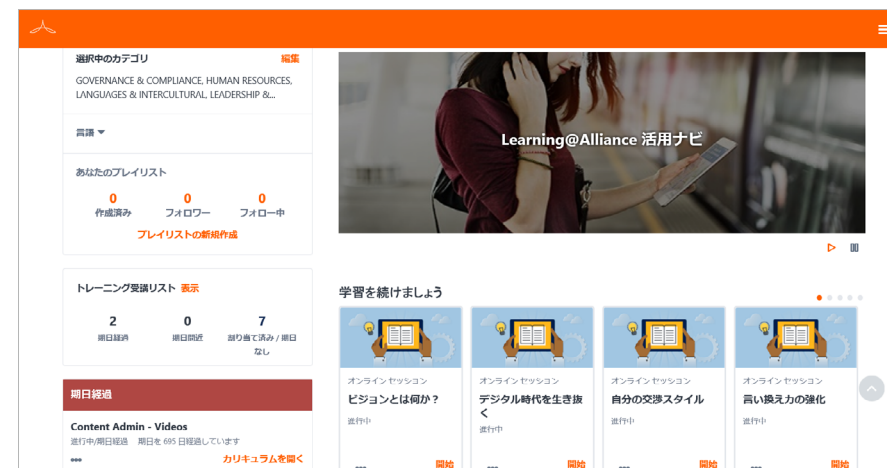 選択中のカテゴリ 編集
GOVERNANCE & COMPLIANCE, HUMAN RESOURCES,
LANGUAGES & INTERCULTURAL, LEADERSHIP &...
言語
あなたのプレイリスト
0 0 0
作成済み フォロワー フォロー中
プレイリストの新規作成
トレーニング受講リスト 表示
2 0 7
期日経過 期日間近 割り当て済み / 期日
なし
期日経過
Content Admin - Videos
進行中/期日経過 期日を 695 日経過しています
カリキュラムを開く
Learning@Alliance 活用ナビ
学習を続けましょう
オンライン セッション
ビジョンとは何か?
進行中
開始
オンライン セッション
デジタル時代を生き抜
く
進行中
開始
オンライン セッション
自分の交渉スタイル
進行中
開始
オンライン セッション
言い換え力の強化
進行中
開始